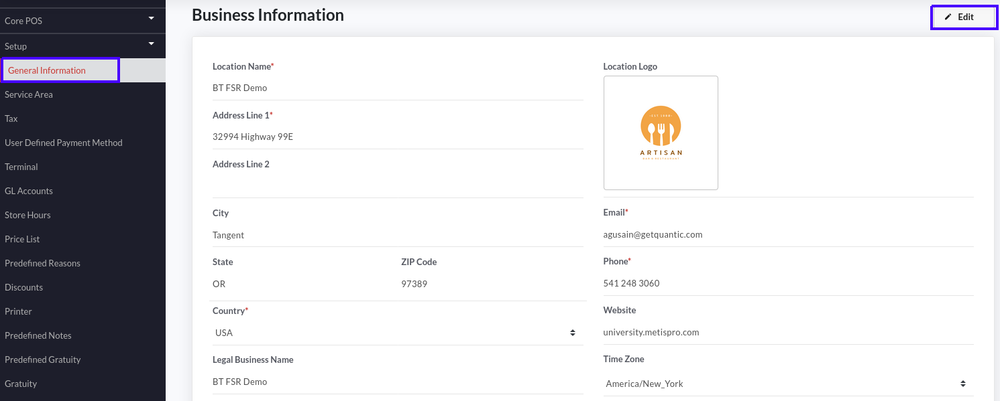 Core POS
Setup
General Information
Service Area
Tax
User Defined Payment Method
Terminal
GL Accounts
Store Hours
Price List
Predefined Reasons
Discounts
Printer
Predefined Notes
Predefined Gratuity
Gratuity
Business Information
Edit
Location Name*
BT FSR Demo
Address Line 1*
32994 Highway 99E
Address Line 2
City
Tangent
State ZIP Code
OR 97389
Country*
USA
Legal Business Name
BT FSR Demo
Location Logo
ARTISAN
Email*
agusain@getquantic.com
Phone*
541 248 3060
Website
university.metispro.com
Time Zone
America/New_York